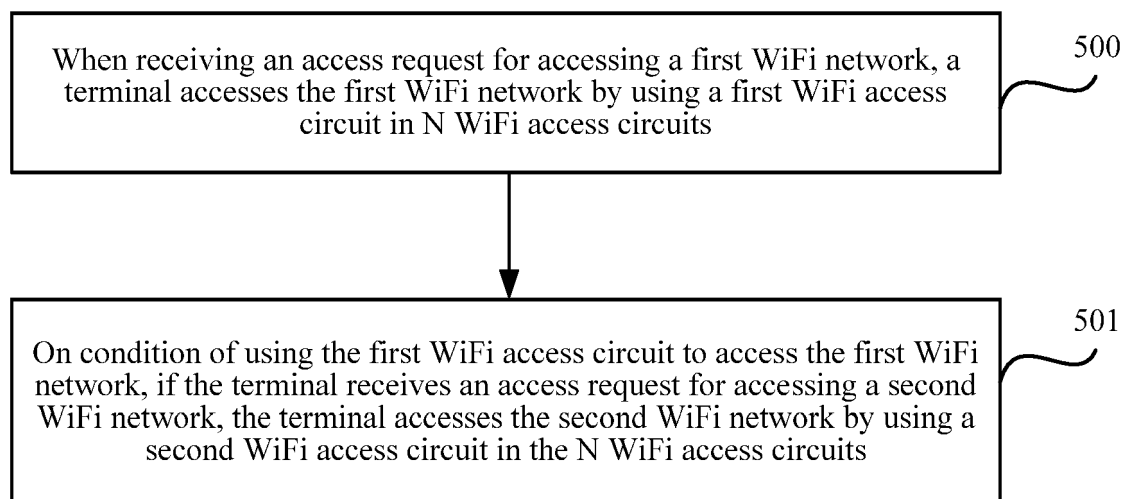 When receiving an access request for accessing a first WiFi network, a
terminal accesses the first WiFi network by using a first WiFi access
circuit in N WiFi access circuits
500
On condition of using the first WiFi access circuit to access the first WiFi
network, if the terminal receives an access request for accessing a second
WiFi network, the terminal accesses the second WiFi network by using a
second WiFi access circuit in the N WiFi access circuits
501